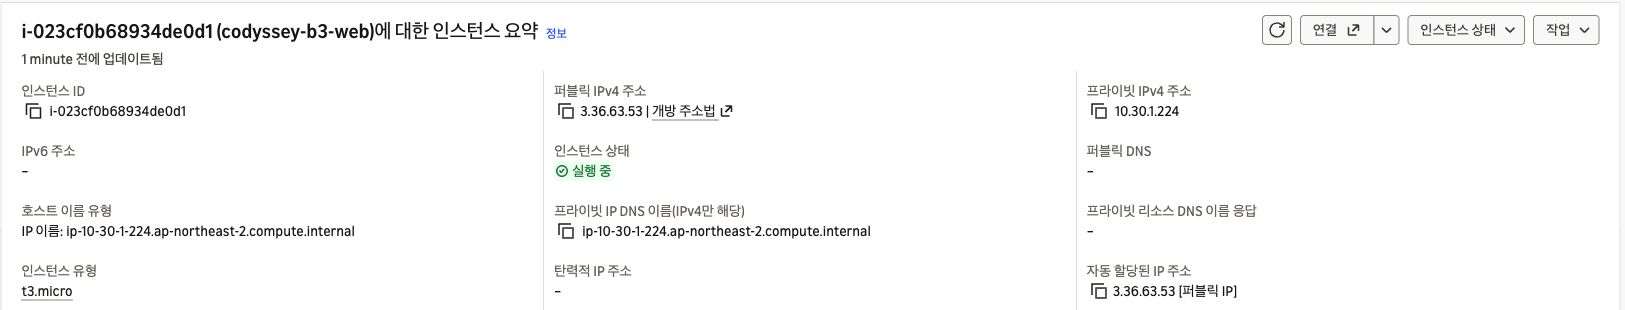 i-023cf0b68934de0d1 (codyssey-b3-web)에 대한 인스턴스 요약 정보
연결
인스턴스 상태
작업
1 minute 전에 업데이트됨
인스턴스 ID
i-023cf0b68934de0d1
퍼블릭 IPv4 주소
3.36.63.53 | 개방 주소법
프라이빗 IPv4 주소
10.30.1.224
IPv6 주소
–
인스턴스 상태
실행 중
퍼블릭 DNS
–
호스트 이름 유형
IP 이름: ip-10-30-1-224.ap-northeast-2.compute.internal
프라이빗 IP DNS 이름(IPv4만 해당)
ip-10-30-1-224.ap-northeast-2.compute.internal
프라이빗 리소스 DNS 이름 응답
–
인스턴스 유형
t3.micro
탄력적 IP 주소
–
자동 할당된 IP 주소
3.36.63.53 [퍼블릭 IP]